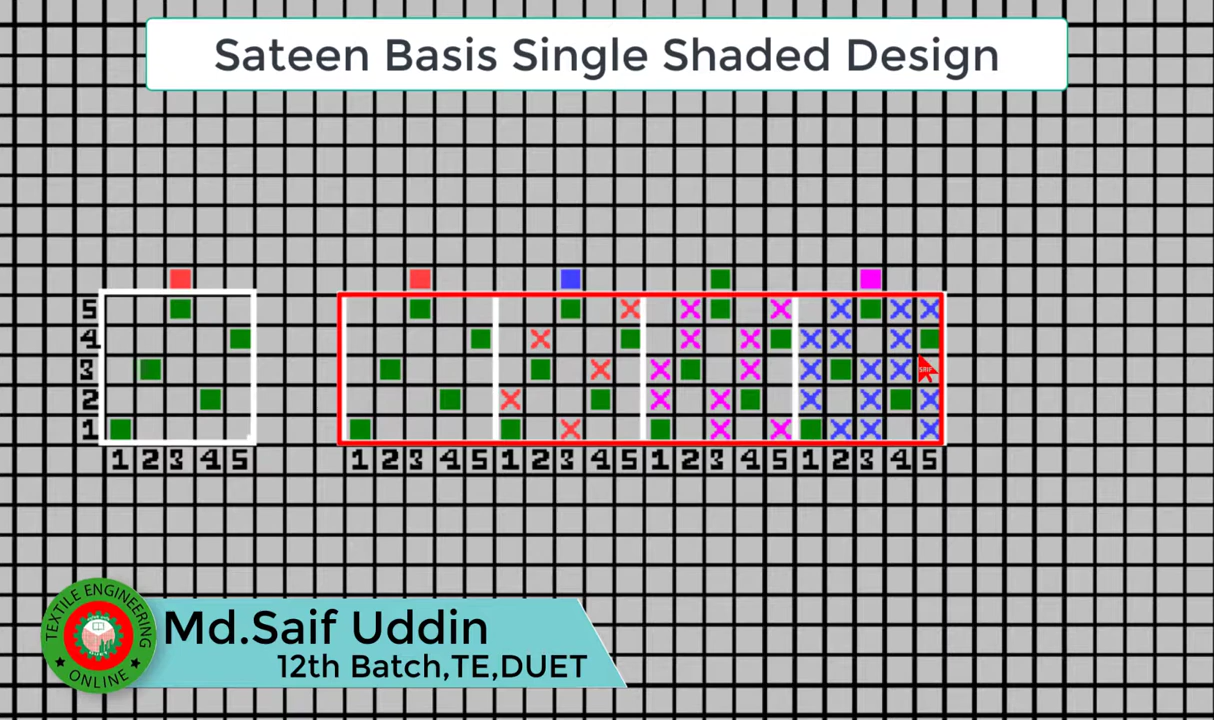 Sateen Basis Single Shaded Design
5
4
3
2
1
1 2 3 4 5
1 2 3 4 5 1 2 3 4 5 1 2 3 4 5 1 2 3 4 5
SAIF
TEXTILE ENGINEERING
ONLINE
Md.Saif Uddin
12th Batch,TE,DUET